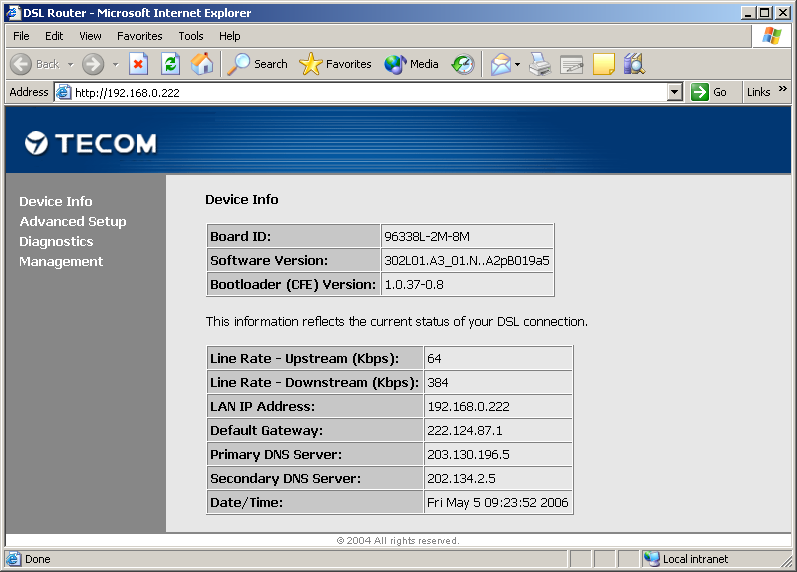 DSL Router - Microsoft Internet Explorer
File Edit View Favorites Tools Help
Back Search Favorites Media
Address http://192.168.0.222 Go Links »
TECOM
Device Info
Advanced Setup
Diagnostics
Management
Device Info
Board ID: 96338L-2M-8M
Software Version: 302L01.A3_01.N..A2pB019a5
Bootloader (CFE) Version: 1.0.37-0.8
This information reflects the current status of your DSL connection.
Line Rate - Upstream (Kbps): 64
Line Rate - Downstream (Kbps): 384
LAN IP Address: 192.168.0.222
Default Gateway: 222.124.87.1
Primary DNS Server: 203.130.196.5
Secondary DNS Server: 202.134.2.5
Date/Time: Fri May 5 09:23:52 2006
© 2004 All rights reserved.
Done Local intranet